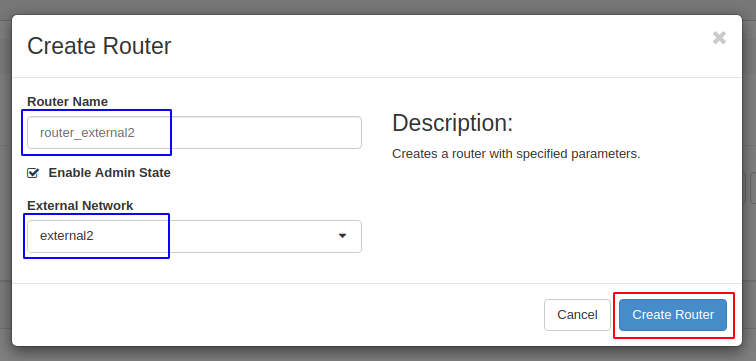 Create Router
Router Name
router_external2
Enable Admin State
External Network
external2
Description:
Creates a router with specified parameters.
Cancel
Create Router